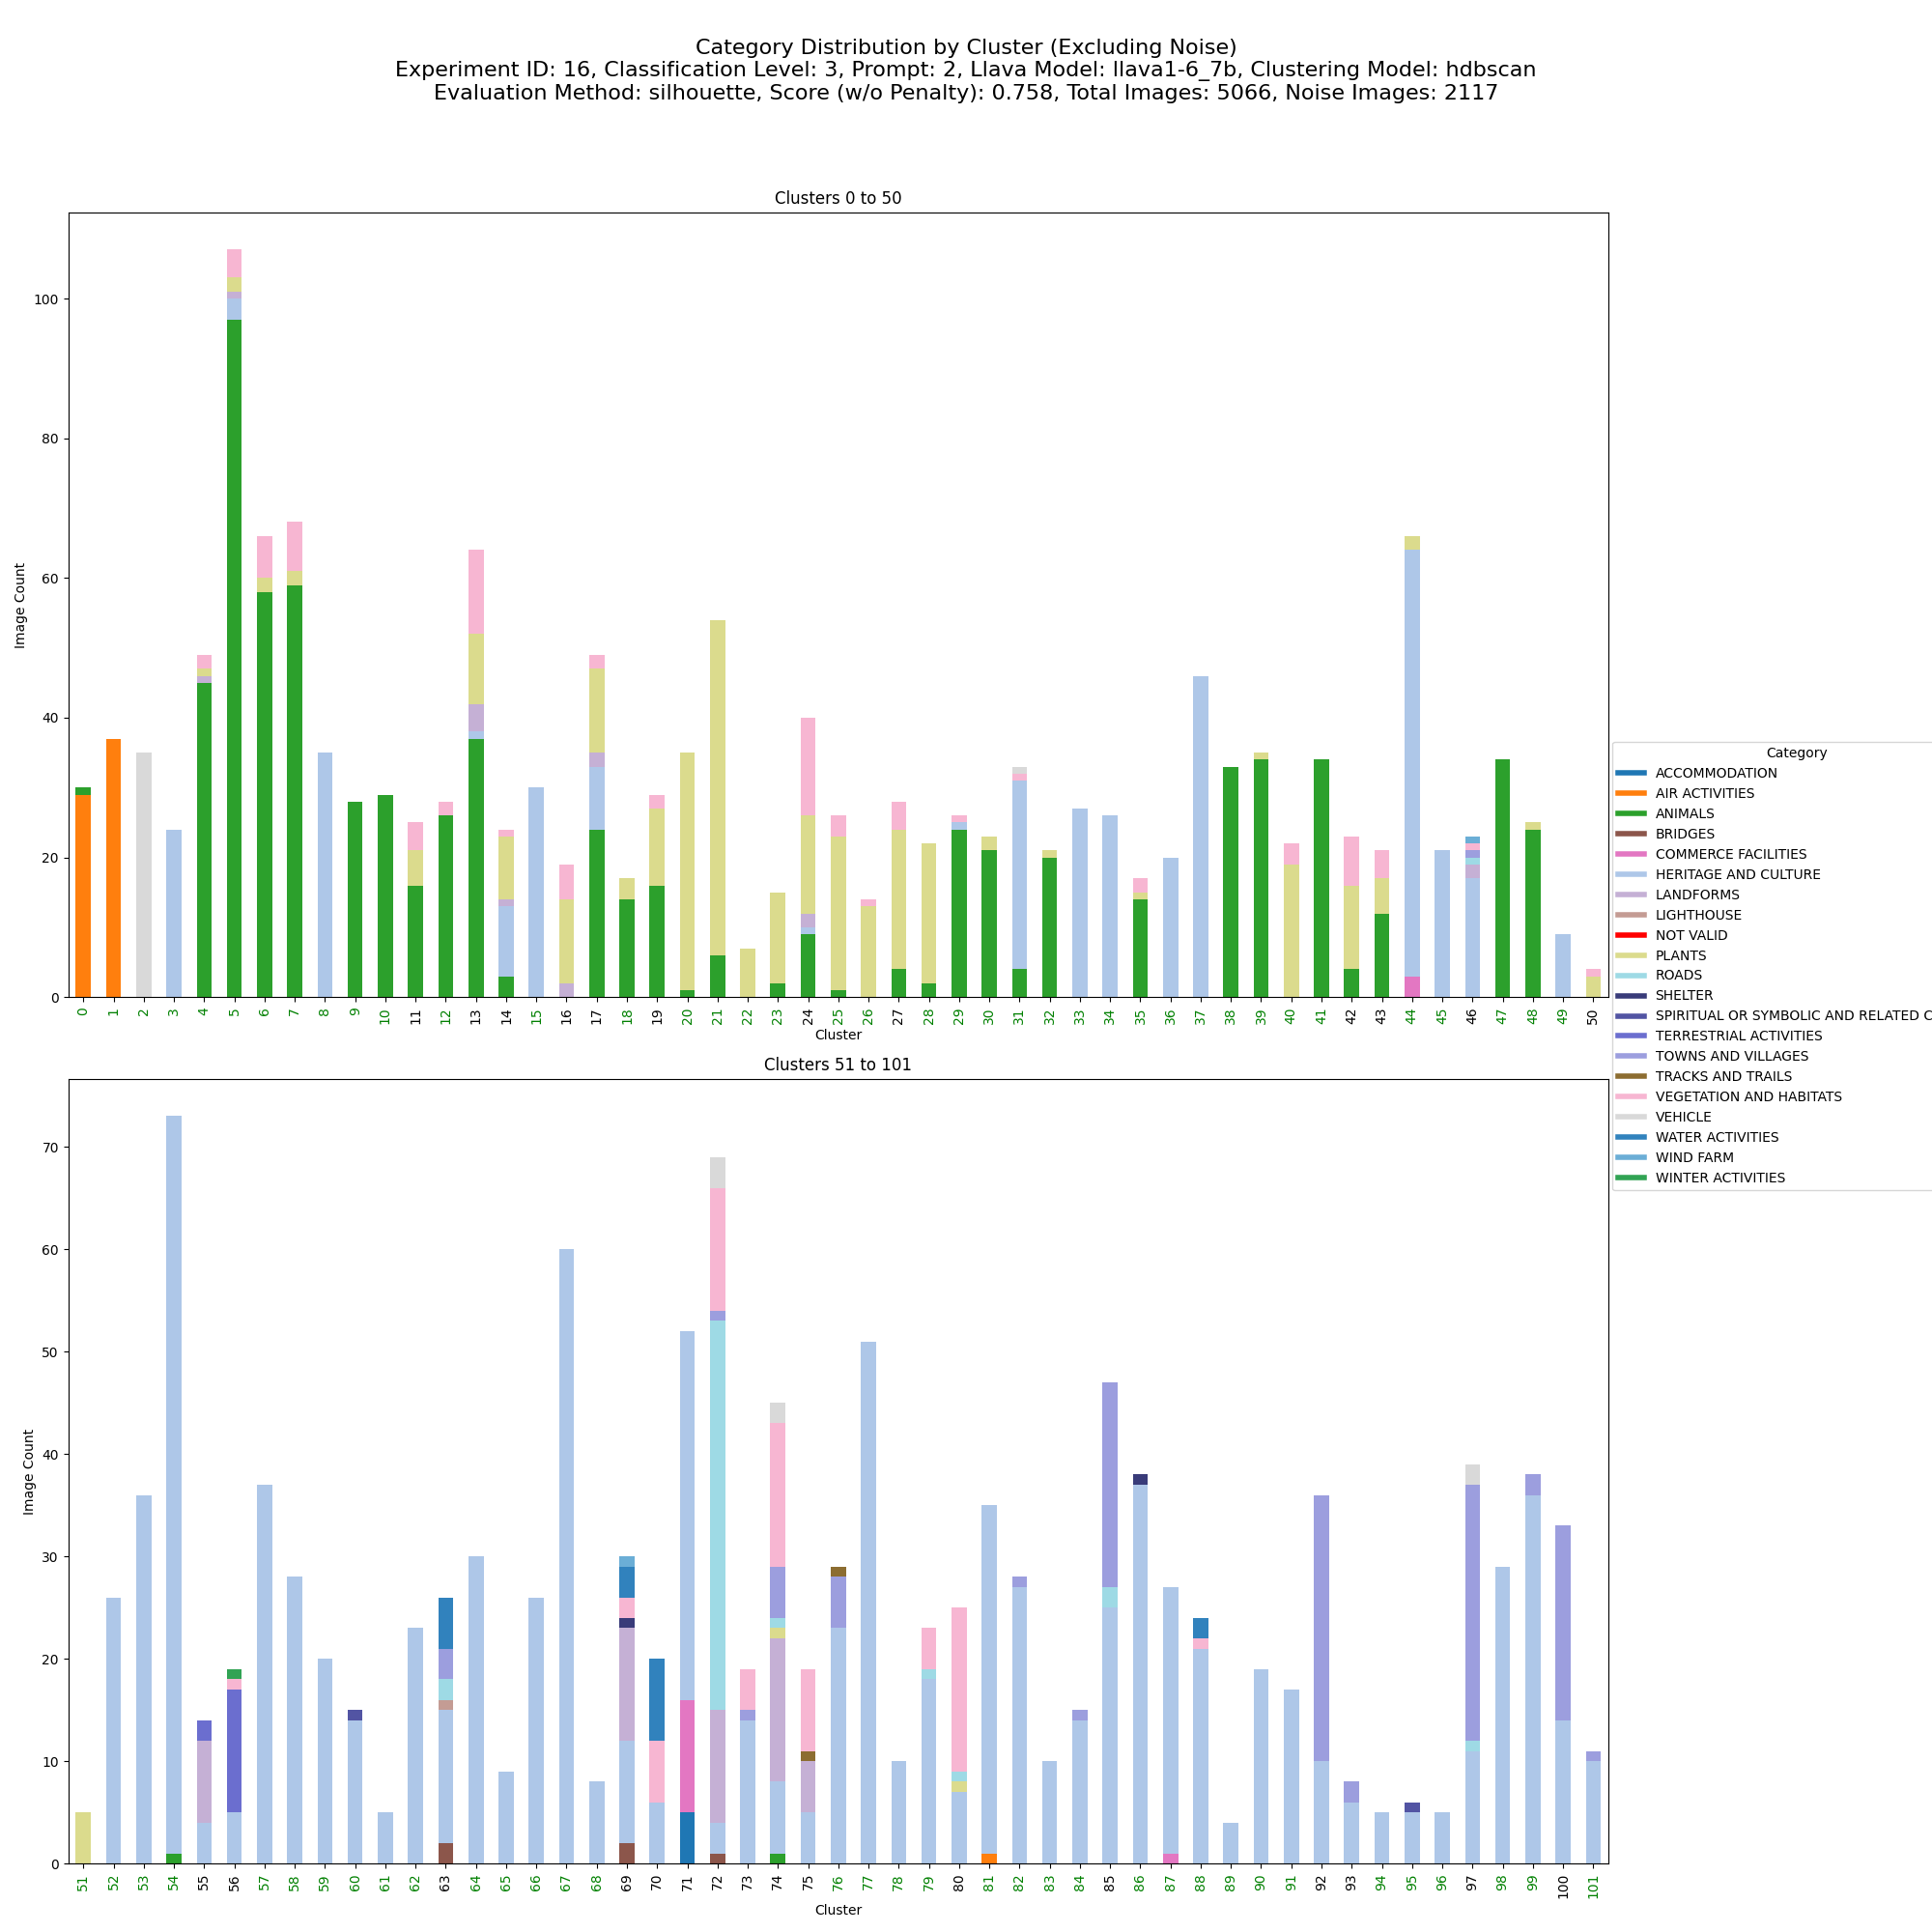 Category Distribution by Cluster (Excluding Noise)
Experiment ID: 16, Classification Level: 3, Prompt: 2, Llava Model: llava1-6_7b, Clustering Model: hdbscan
Evaluation Method: silhouette, Score (w/o Penalty): 0.758, Total Images: 5066, Noise Images: 2117
Clusters 0 to 50
Image Count
100
80
60
40
20
0
0 1 2 3 4 5 6 7 8 9 10 11 12 13 14 15 16 17 18 19 20 21 22 23 24 25 26 27 28 29 30 31 32 33 34 35 36 37 38 39 40 41 42 43 44 45 46 47 48 49 50
Cluster
Category
ACCOMMODATION
AIR ACTIVITIES
ANIMALS
BRIDGES
COMMERCE FACILITIES
HERITAGE AND CULTURE
LANDFORMS
LIGHTHOUSE
NOT VALID
PLANTS
ROADS
SHELTER
SPIRITUAL OR SYMBOLIC AND RELATED C
TERRESTRIAL ACTIVITIES
TOWNS AND VILLAGES
TRACKS AND TRAILS
VEGETATION AND HABITATS
VEHICLE
WATER ACTIVITIES
WIND FARM
WINTER ACTIVITIES
Clusters 51 to 101
Image Count
70
60
50
40
30
20
10
0
51 52 53 54 55 56 57 58 59 60 61 62 63 64 65 66 67 68 69 70 71 72 73 74 75 76 77 78 79 80 81 82 83 84 85 86 87 88 89 90 91 92 93 94 95 96 97 98 99 100 101
Cluster